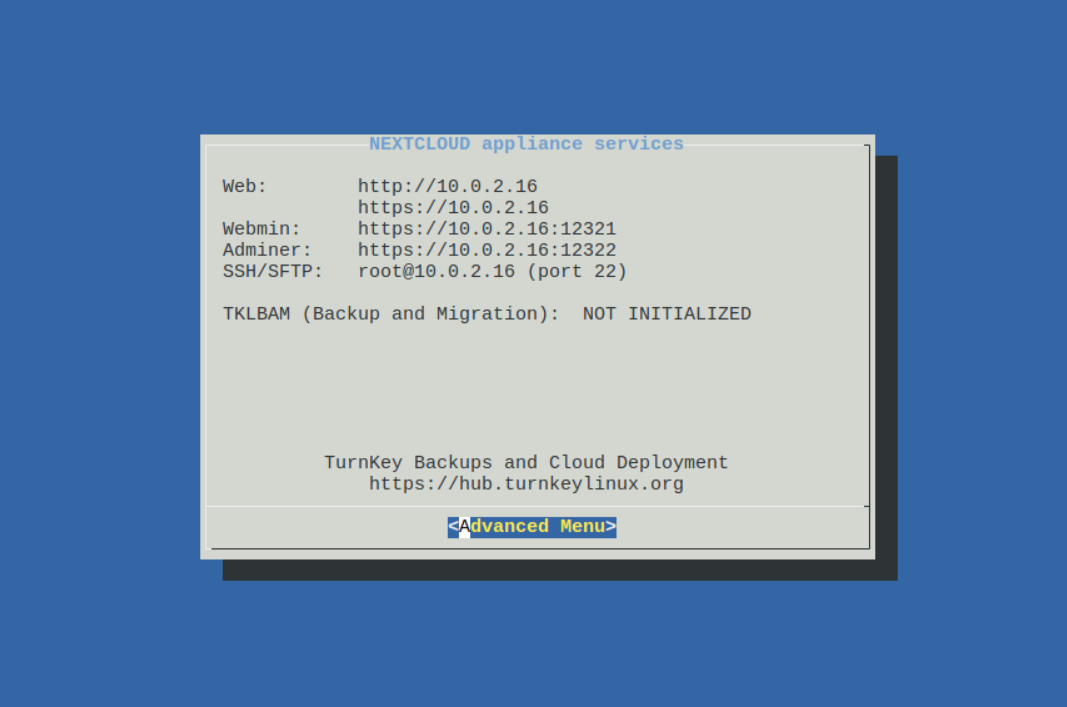 NEXTCLOUD appliance services
Web: http://10.0.2.16
https://10.0.2.16
Webmin: https://10.0.2.16:12321
Adminer: https://10.0.2.16:12322
SSH/SFTP: root@10.0.2.16 (port 22)
TKLBAM (Backup and Migration): NOT INITIALIZED
TurnKey Backups and Cloud Deployment
https://hub.turnkeylinux.org
<Advanced Menu>